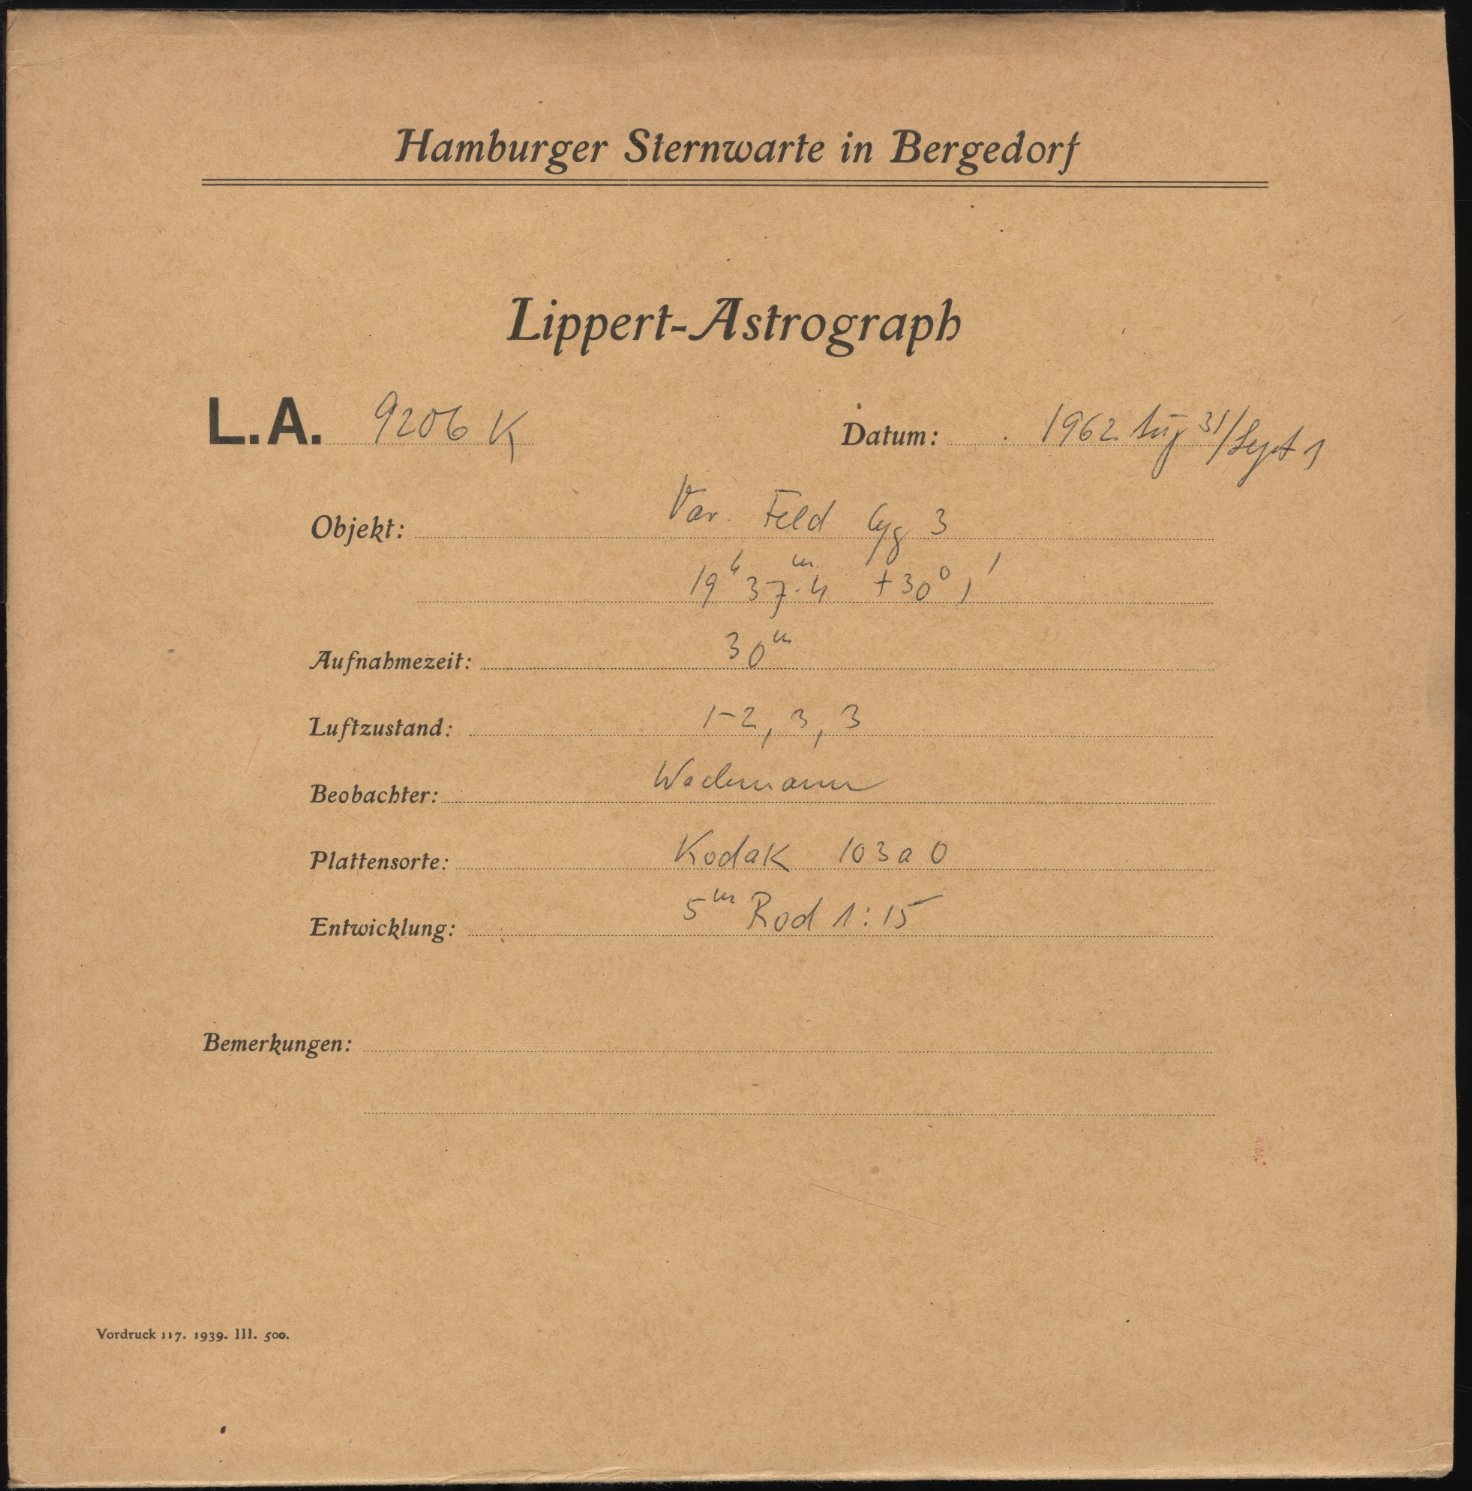 Hamburger Sternwarte in Bergedorf
Lippert-Astrograph
L.A. 9206 K Datum: 1962 Aug 31/Sept 1
Objekt: Var. Feld Cyg 3
19ʰ 37ᵐ.4 +30° 1'
Aufnahmezeit: 30ᵐ
Luftzustand: 1-2, 3, 3
Beobachter: Wachmann
Plattensorte: Kodak 103a O
Entwicklung: 5ᵐ Rod 1:15
Bemerkungen:
Vordruck 117. 1939. III. 500.